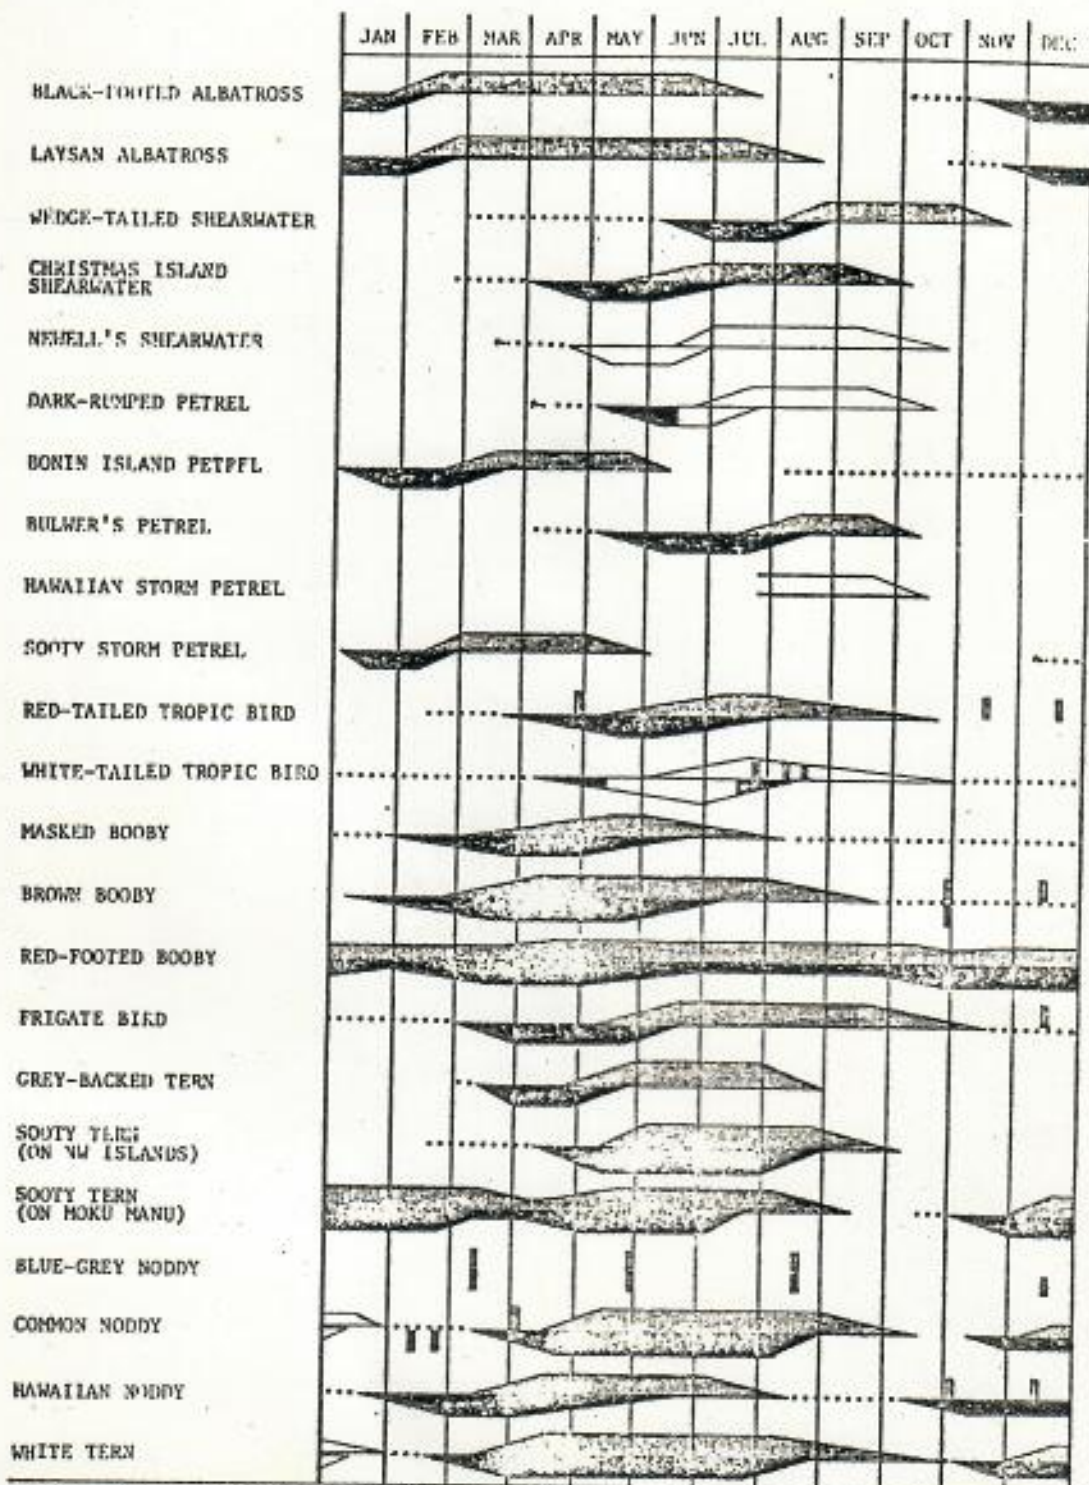 JAN FEB MAR APR MAY JUN JUL AUG SEP OCT NOV DEC
BLACK-FOOTED ALBATROSS
LAYSAN ALBATROSS
WEDGE-TAILED SHEARWATER
CHRISTMAS ISLAND
SHEARWATER
NEWELL'S SHEARWATER
DARK-RUMPED PETREL
BONIN ISLAND PETREL
BULWER'S PETREL
HAWAIIAN STORM PETREL
SOOTY STORM PETREL
RED-TAILED TROPIC BIRD
WHITE-TAILED TROPIC BIRD
MASKED BOOBY
BROWN BOOBY
RED-FOOTED BOOBY
FRIGATE BIRD
GREY-BACKED TERN
SOOTY TERN
(ON NW ISLANDS)
SOOTY TERN
(ON MOKU MANU)
BLUE-GREY NODDY
COMMON NODDY
HAWAIIAN NODDY
WHITE TERN